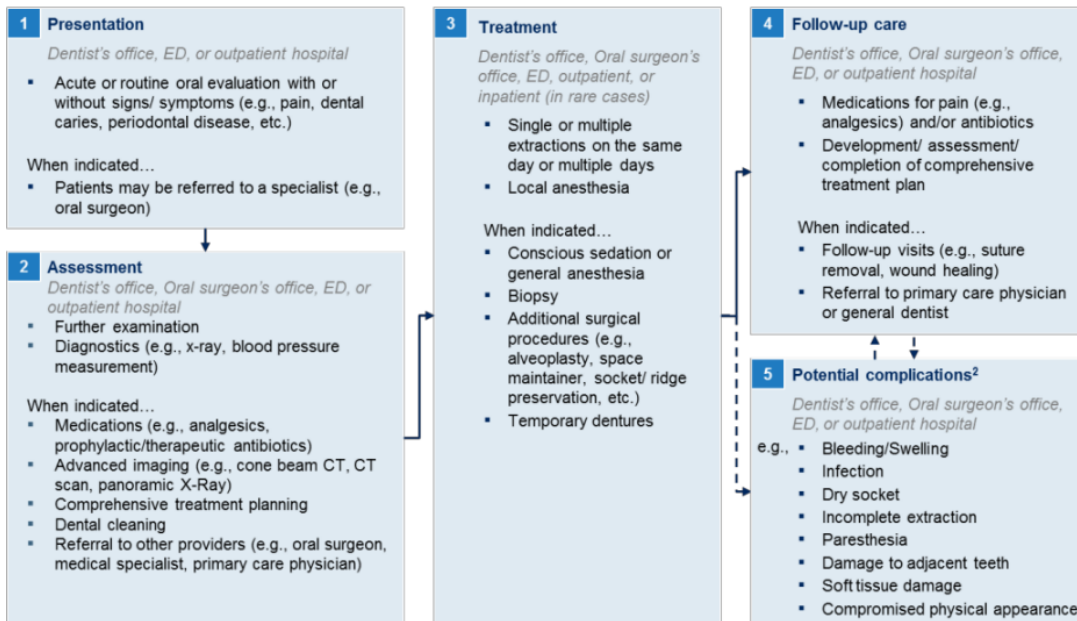 1 Presentation
Dentist's office, ED, or outpatient hospital
▪ Acute or routine oral evaluation with or
without signs/ symptoms (e.g., pain, dental
caries, periodontal disease, etc.)
When indicated…
▪ Patients may be referred to a specialist (e.g.,
oral surgeon)
2 Assessment
Dentist's office, Oral surgeon's office, ED, or
outpatient hospital
▪ Further examination
▪ Diagnostics (e.g., x-ray, blood pressure
measurement)
When indicated…
▪ Medications (e.g., analgesics,
prophylactic/therapeutic antibiotics)
▪ Advanced imaging (e.g., cone beam CT, CT
scan, panoramic X-Ray)
▪ Comprehensive treatment planning
▪ Dental cleaning
▪ Referral to other providers (e.g., oral surgeon,
medical specialist, primary care physician)
3 Treatment
Dentist's office, Oral surgeon's
office, ED, outpatient, or
inpatient (in rare cases)
▪ Single or multiple
extractions on the same
day or multiple days
▪ Local anesthesia
When indicated…
▪ Conscious sedation or
general anesthesia
▪ Biopsy
▪ Additional surgical
procedures (e.g.,
alveoplasty, space
maintainer, socket/ ridge
preservation, etc.)
▪ Temporary dentures
4 Follow-up care
Dentist's office, Oral surgeon's office,
ED, or outpatient hospital
▪ Medications for pain (e.g.,
analgesics) and/or antibiotics
▪ Development/ assessment/
completion of comprehensive
treatment plan
When indicated…
▪ Follow-up visits (e.g., suture
removal, wound healing)
▪ Referral to primary care physician
or general dentist
5 Potential complications²
Dentist's office, Oral surgeon's office,
ED, or outpatient hospital
e.g., ▪ Bleeding/Swelling
▪ Infection
▪ Dry socket
▪ Incomplete extraction
▪ Paresthesia
▪ Damage to adjacent teeth
▪ Soft tissue damage
▪ Compromised physical appearance